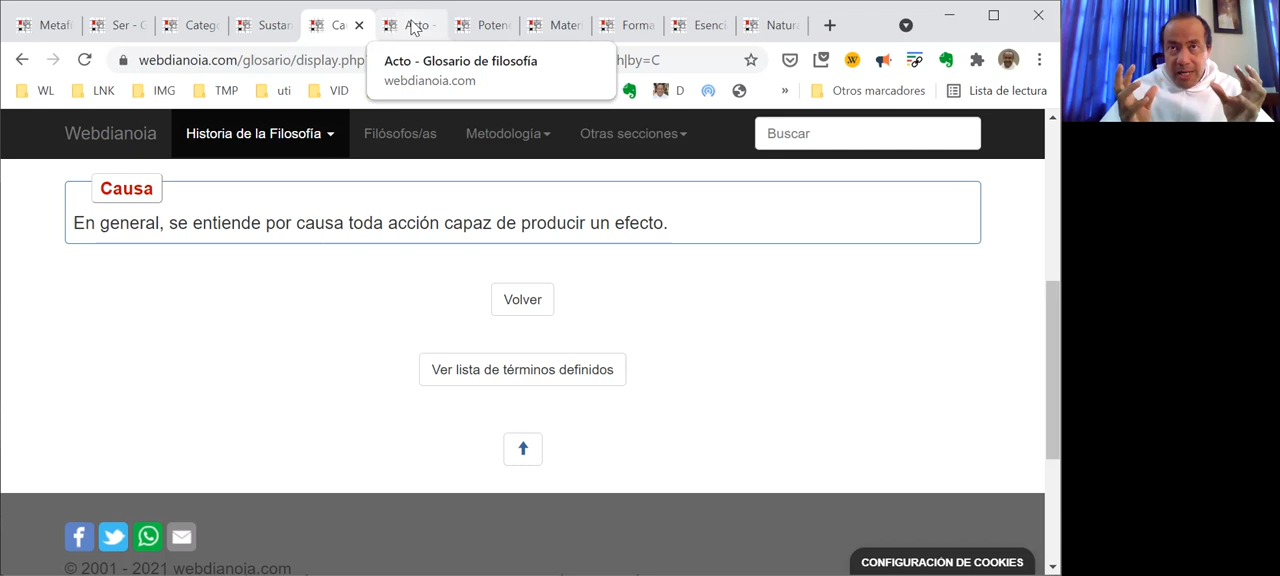 Metafí
Ser - G
Catego
Sustan
Ca
Acto -
Potenc
Mater
Forma
Esenci
Natura
webdianoia.com/glosario/display.php?
h|by=C
Acto - Glosario de filosofía
webdianoia.com
WL
LNK
IMG
TMP
uti
VID
D
»
Otros marcadores
Lista de lectura
Webdianoia
Historia de la Filosofía
Filósofos/as
Metodología
Otras secciones
Buscar
Causa
En general, se entiende por causa toda acción capaz de producir un efecto.
Volver
Ver lista de términos definidos
CONFIGURACIÓN DE COOKIES
© 2001 - 2021 webdianoia.com